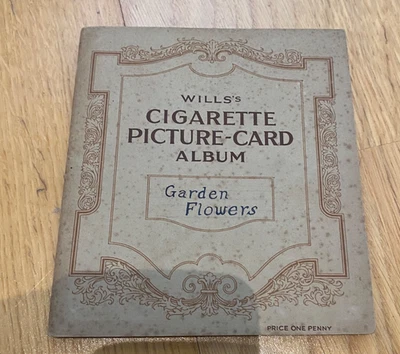 WILLS's
CIGARETTE
PICTURE-CARD
ALBUM
Garden
Flowers
PRICE ONE PENNY